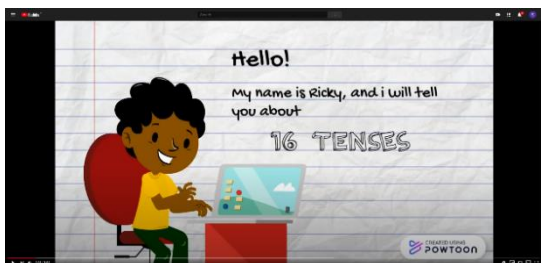 Hello!
My name is Ricky, and i will tell
you about
16 TENSES
CREATED USING
POWTOON